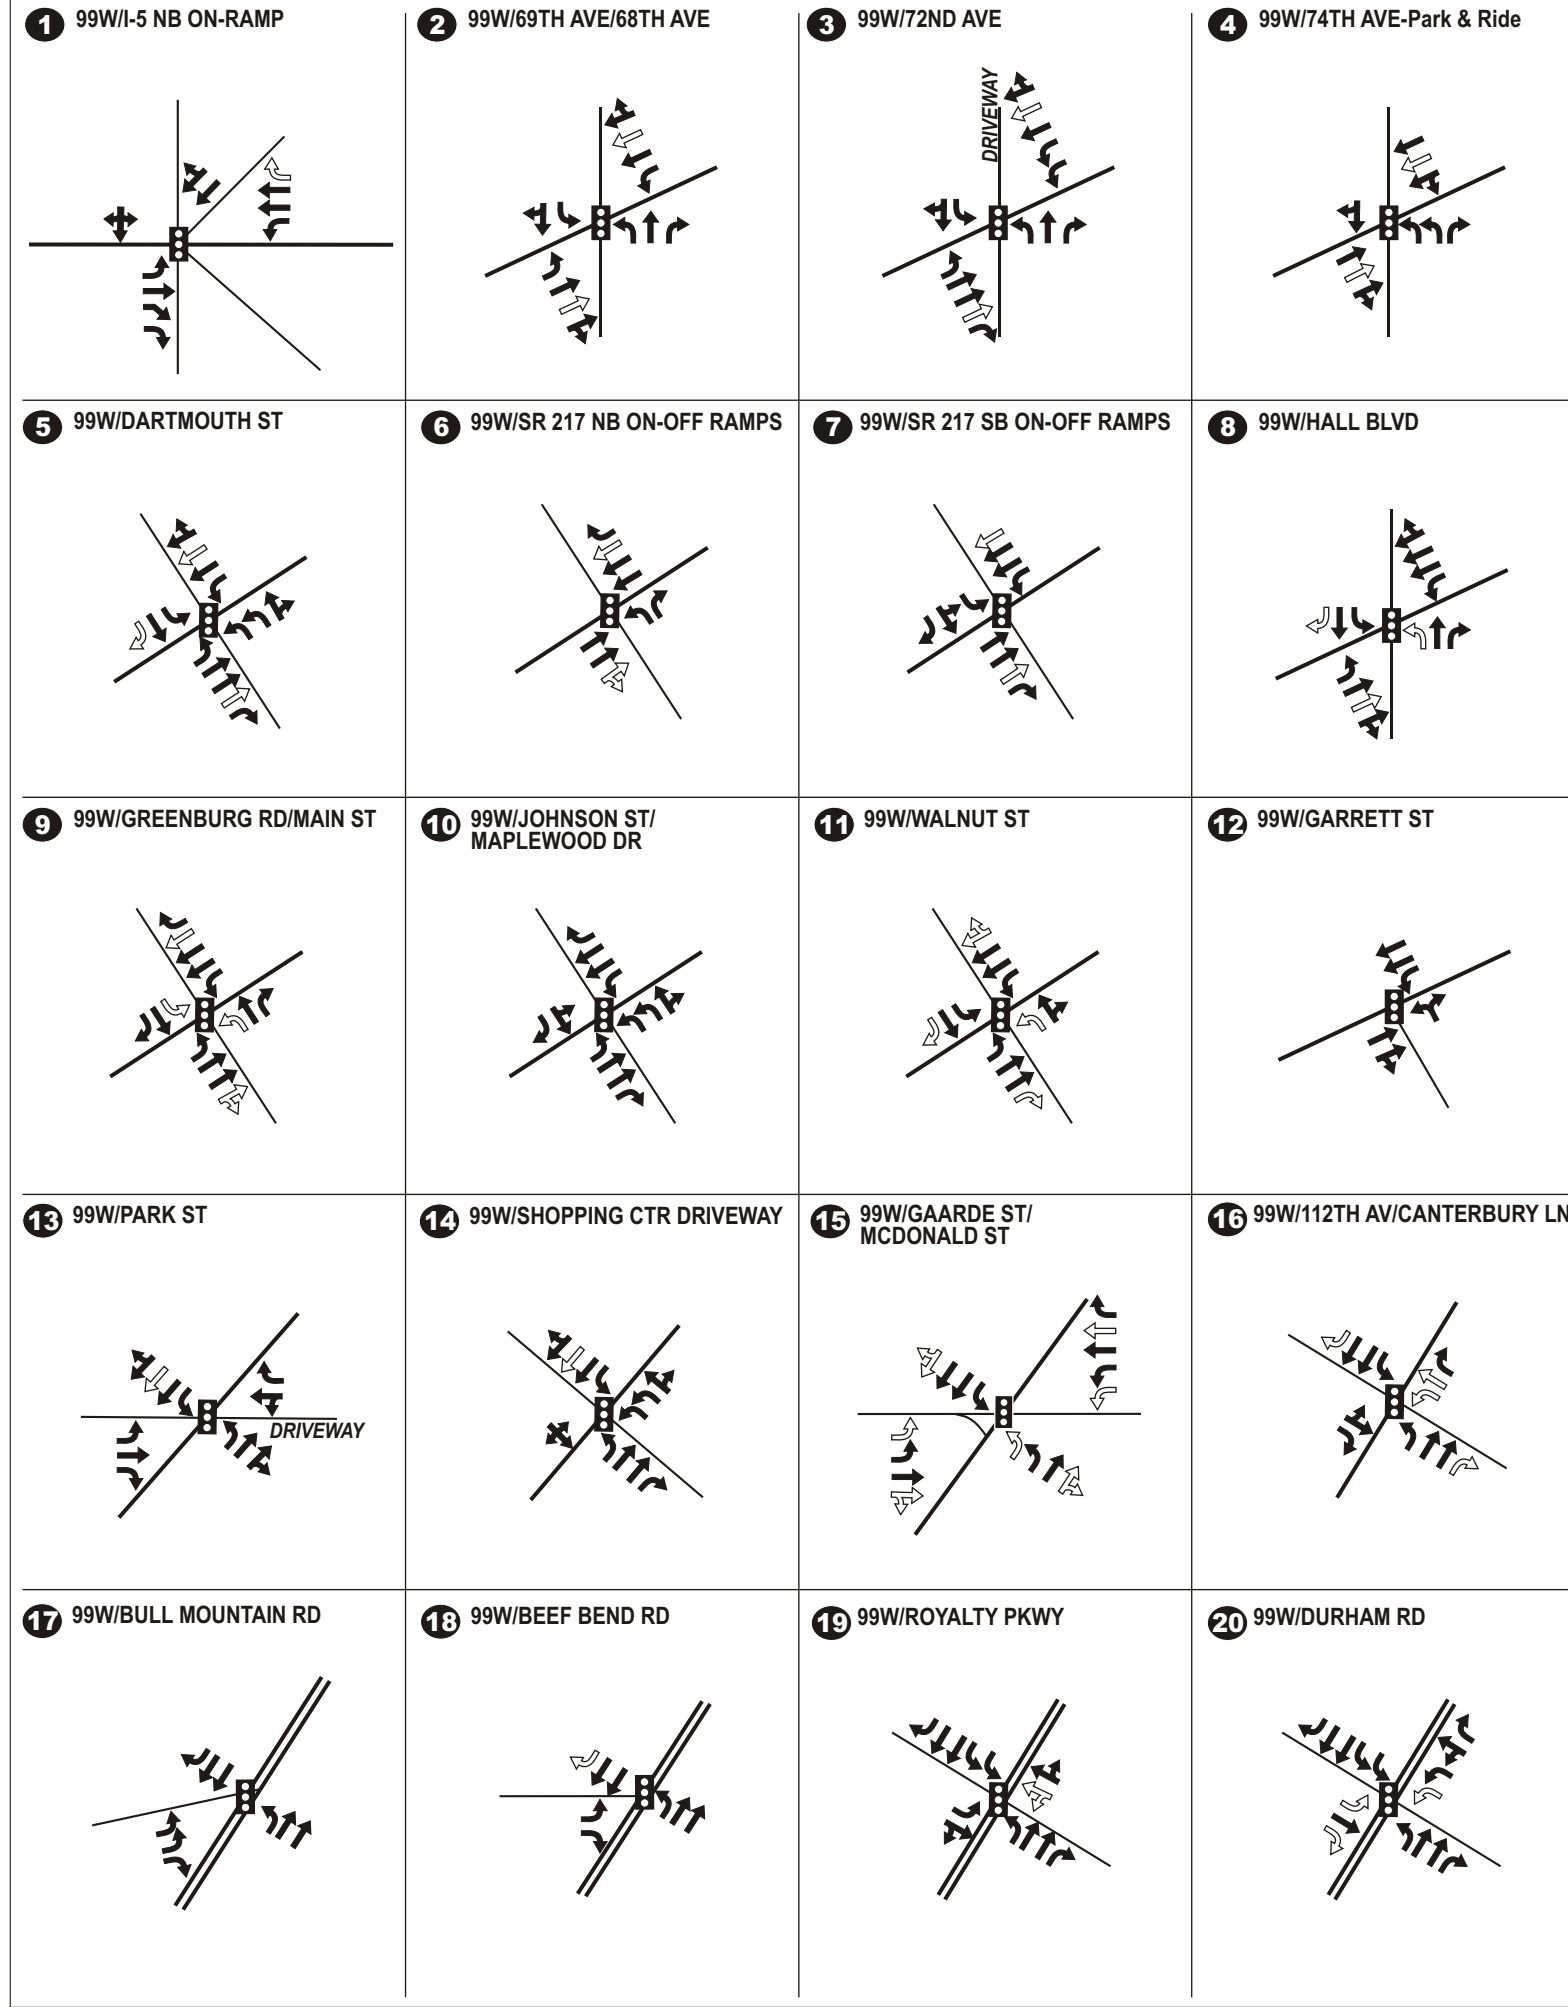 1 99W/I-5 NB ON-RAMP
2 99W/69TH AVE/68TH AVE
3 99W/72ND AVE
DRIVEWAY
4 99W/74TH AVE-Park & Ride
5 99W/DARTMOUTH ST
6 99W/SR 217 NB ON-OFF RAMPS
7 99W/SR 217 SB ON-OFF RAMPS
8 99W/HALL BLVD
9 99W/GREENBURG RD/MAIN ST
10 99W/JOHNSON ST/
MAPLEWOOD DR
11 99W/WALNUT ST
12 99W/GARRETT ST
13 99W/PARK ST
DRIVEWAY
14 99W/SHOPPING CTR DRIVEWAY
15 99W/GAARDE ST/
MCDONALD ST
16 99W/112TH AV/CANTERBURY LN
17 99W/BULL MOUNTAIN RD
18 99W/BEEF BEND RD
19 99W/ROYALTY PKWY
20 99W/DURHAM RD